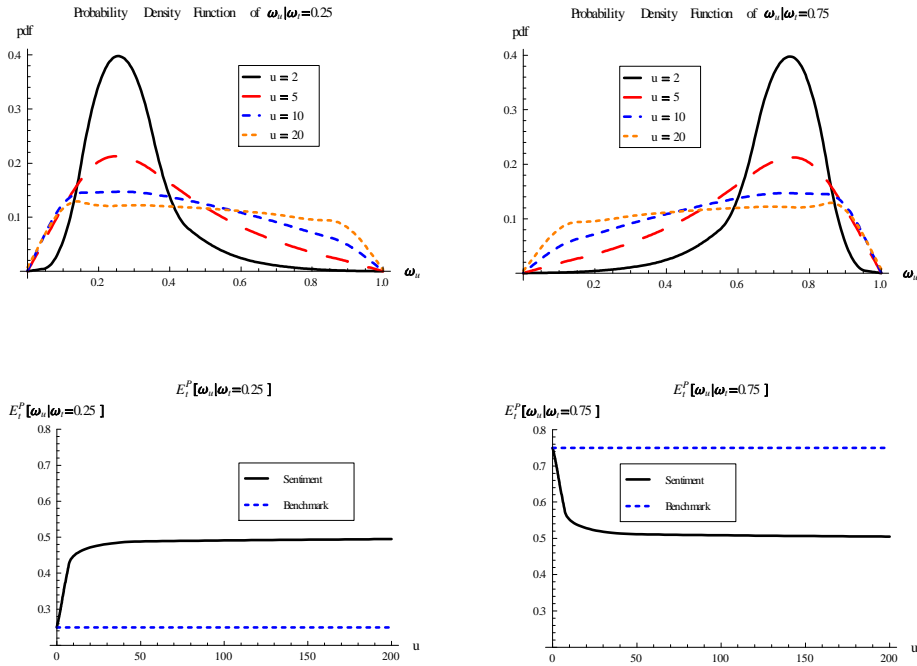 Probability Density Function of ω_u|ω_t=0.25
pdf
0.4
0.3
0.2
0.1
0.2 0.4 0.6 0.8 1.0
ω_u
u = 2
u = 5
u = 10
u = 20
Probability Density Function of ω_u|ω_t=0.75
pdf
0.4
0.3
0.2
0.1
0.2 0.4 0.6 0.8 1.0
ω_u
u = 2
u = 5
u = 10
u = 20
E_t^P[ω_u|ω_t=0.25 ]
E_t^P[ω_u|ω_t=0.25 ]
0.8
0.7
0.6
0.5
0.4
0.3
0 50 100 150 200
u
Sentiment
Benchmark
E_t^P[ω_u|ω_t=0.75 ]
E_t^P[ω_u|ω_t=0.75 ]
0.8
0.7
0.6
0.5
0.4
0.3
0 50 100 150 200
u
Sentiment
Benchmark